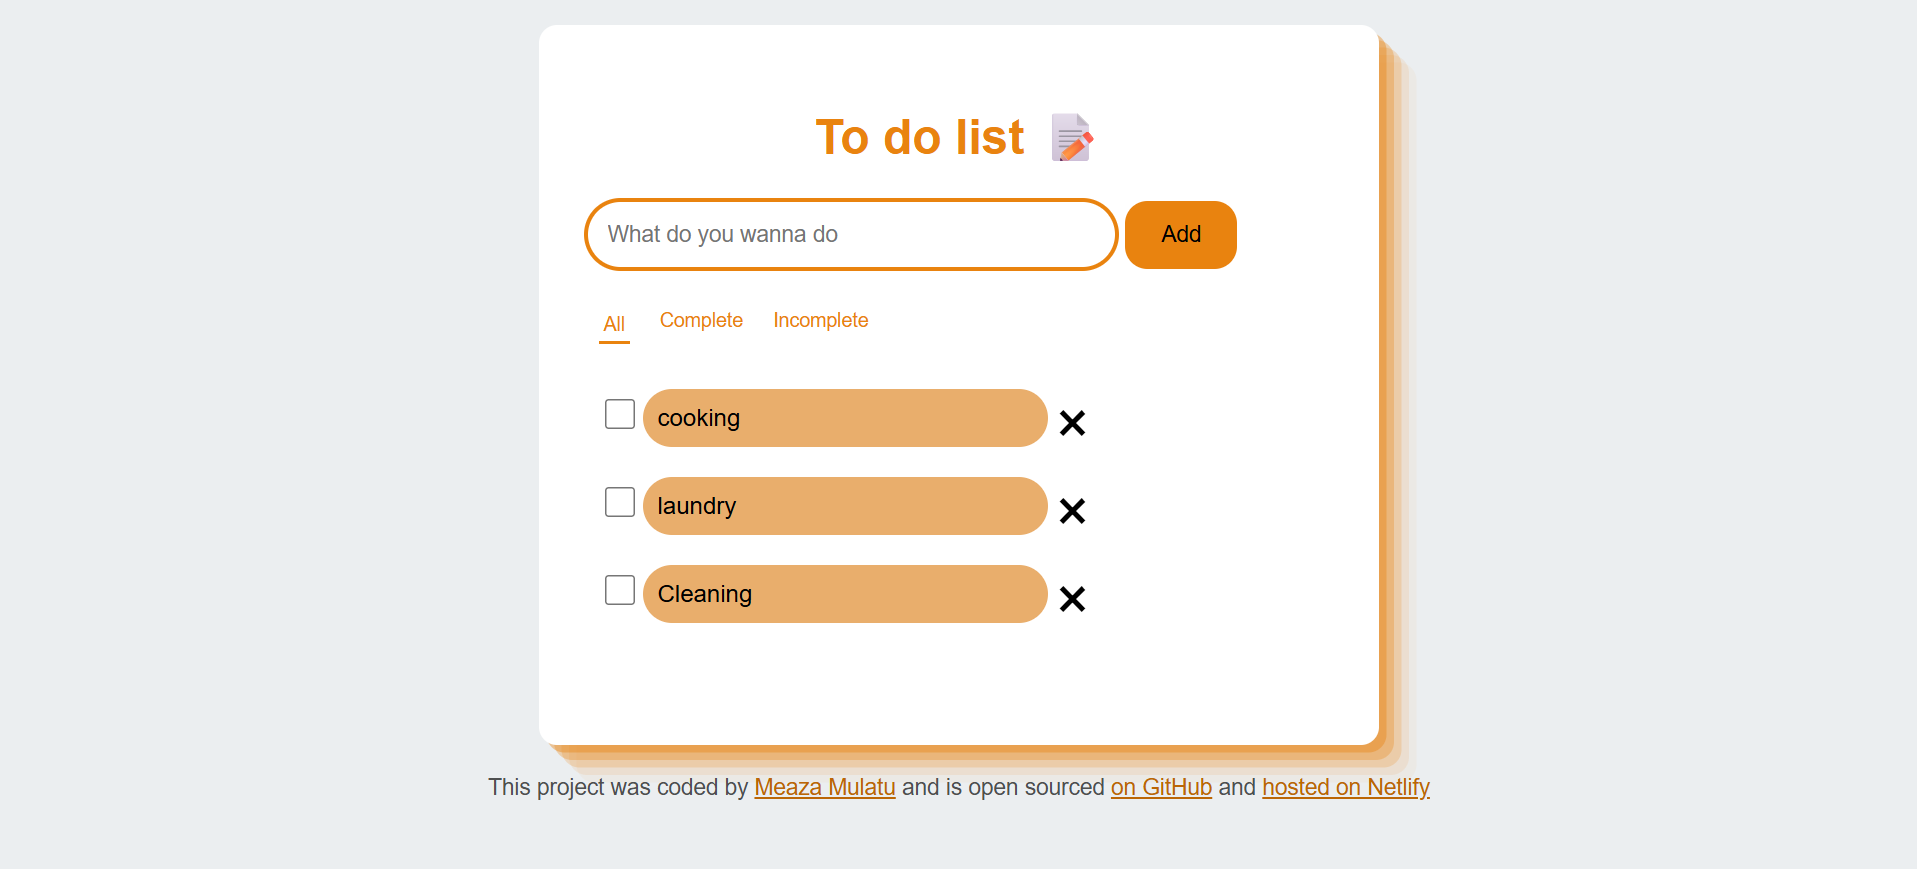 To do list
What do you wanna do
Add
All Complete Incomplete
cooking
laundry
Cleaning
This project was coded by Meaza Mulatu and is open sourced on GitHub and hosted on Netlify